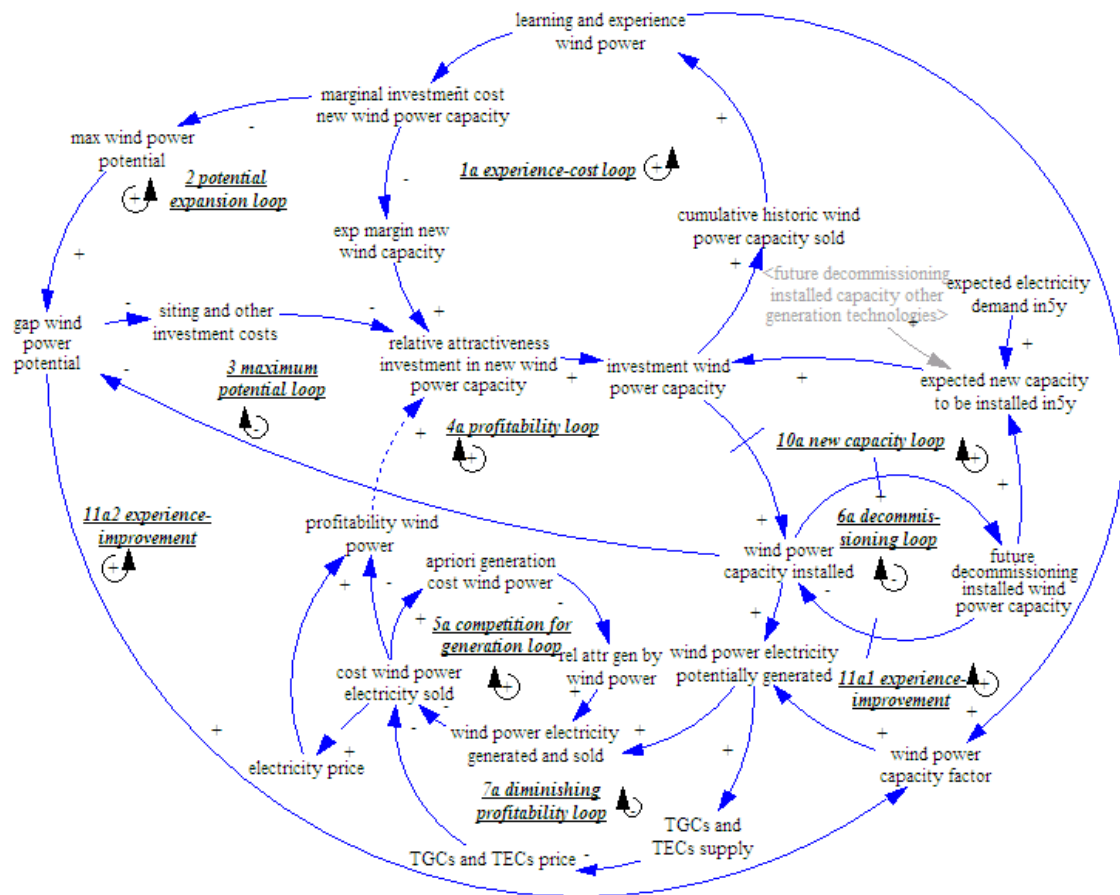 learning and experience
wind power
marginal investment cost
new wind power capacity
-
-
+
max wind power
potential
2 potential
expansion loop
+
1a experience-cost loop
+
-
cumulative historic wind
power capacity sold
exp margin new
wind capacity
+
+
<future decommissioning
installed capacity other
generation technologies>
expected electricity
demand in5y
-
siting and other
investment costs
-
+
+
gap wind
power
potential
relative attractiveness
investment in new wind
power capacity
+
investment wind
power capacity
+
+
expected new capacity
to be installed in5y
-
3 maximum
potential loop
-
+
4a profitability loop
+
10a new capacity loop
+
+
+
11a2 experience-
improvement
+
profitability wind
power
+
-
apriori generation
cost wind power
-
+
+
wind power
capacity installed
-
6a decommis-
sioning loop
-
future
decommissioning
installed wind
power capacity
5a competition for
generation loop
+
rel attr gen by
wind power
+
+
wind power electricity
potentially generated
11a1 experience-
improvement
+
+
cost wind power
electricity sold
-
-
+
wind power electricity
generated and sold
+
+
+
+
electricity price
wind power
capacity factor
7a diminishing
profitability loop
-
TGCs and
TECs supply
-
TGCs and TECs price